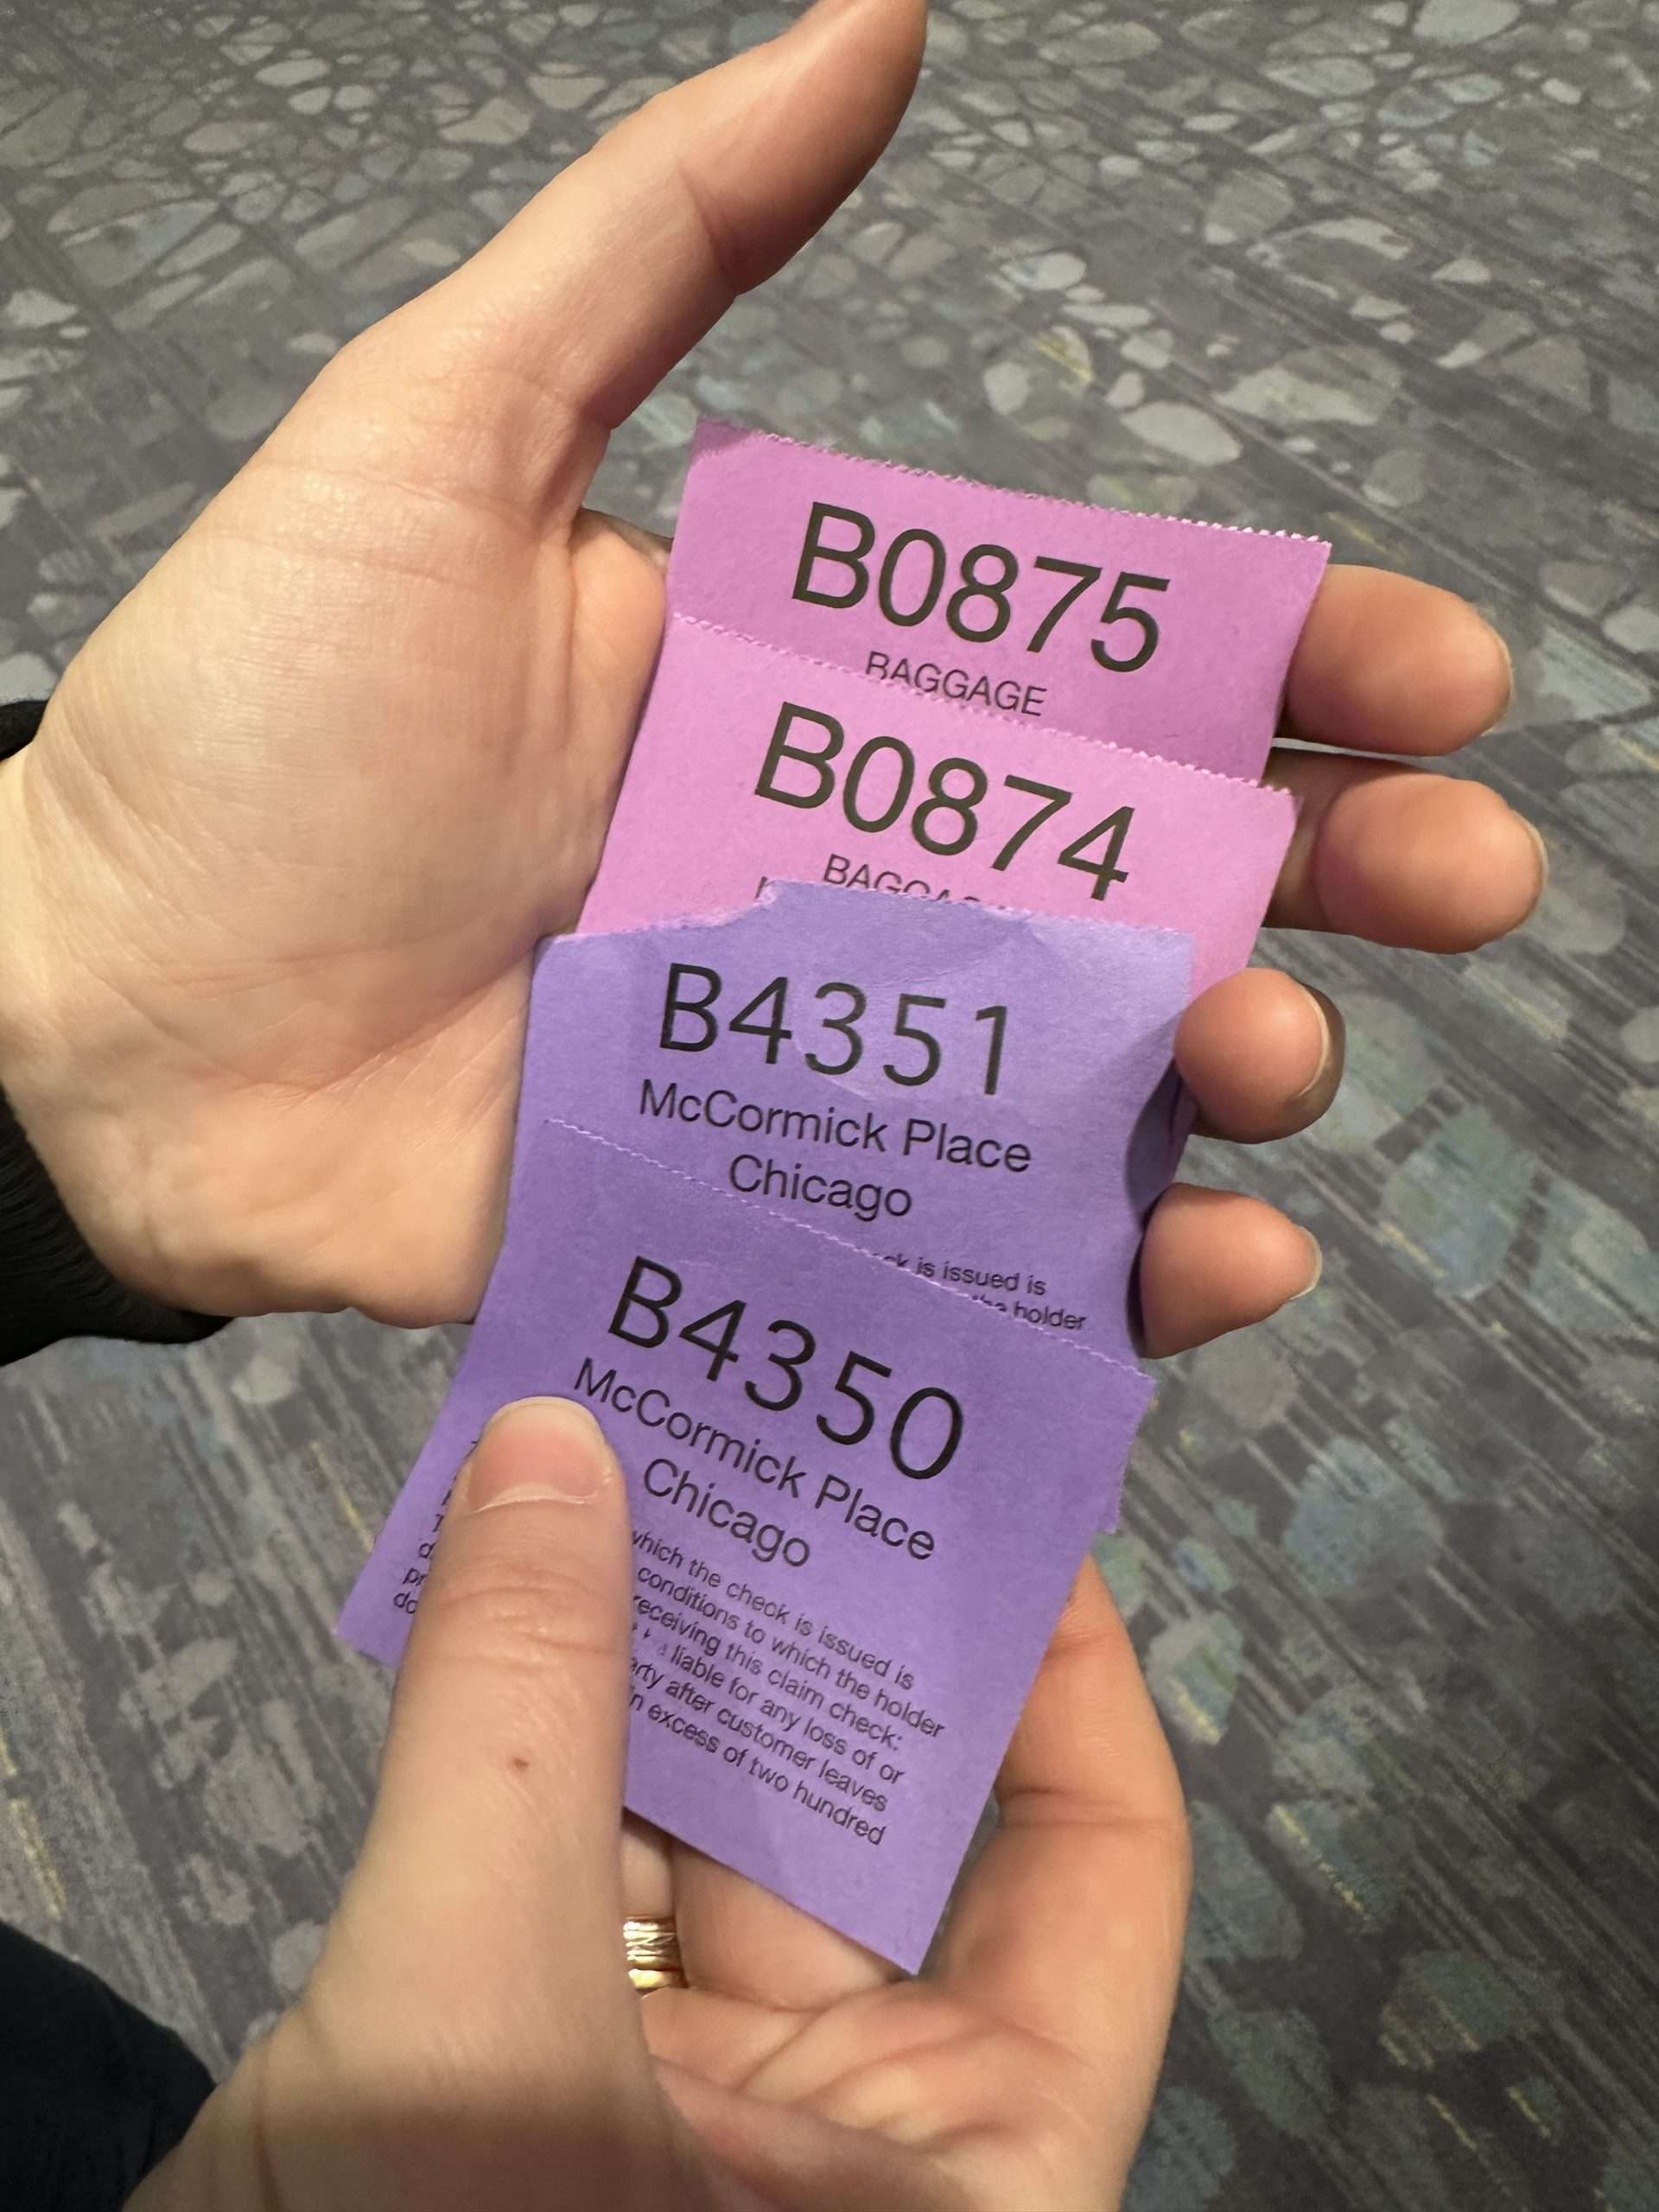 B0875
BAGGAGE
B0874
B4351
McCormick Place
Chicago
is issued is
holder
B4350
McCormick Place
Chicago
which the check is issued is
conditions to which the holder
receiving this claim check:
liable for any loss of or
after customer leaves
in excess of two hundred